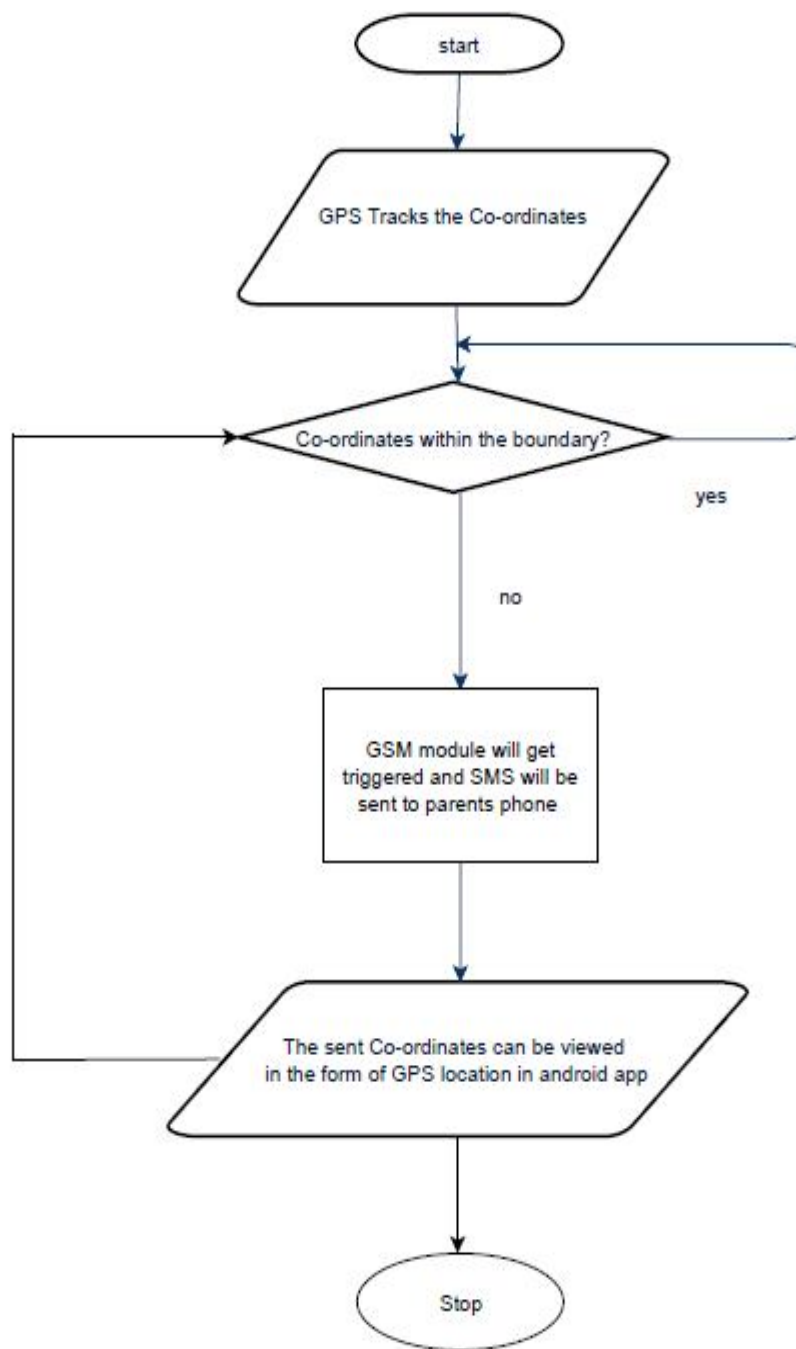 start
GPS Tracks the Co-ordinates
Co-ordinates within the boundary?
yes
no
GSM module will get
triggered and SMS will be
sent to parents phone
The sent Co-ordinates can be viewed
in the form of GPS location in android app
Stop